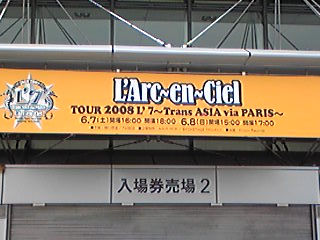 L'7
L'Arc~en~Ciel
TOUR 2008 L'7~Trans ASIA via PARIS~
6.7(土)開場16:00 開演18:00 6.8(日)開場15:00 開演17:00
入場券売場2